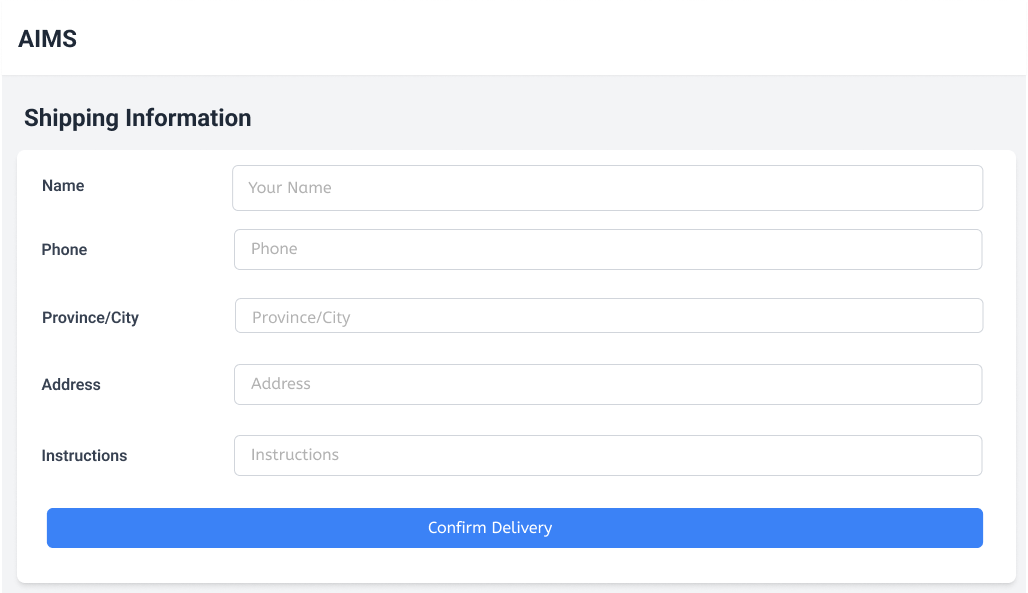 AIMS
Shipping Information
Name
Your Name
Phone
Phone
Province/City
Province/City
Address
Address
Instructions
Instructions
Confirm Delivery